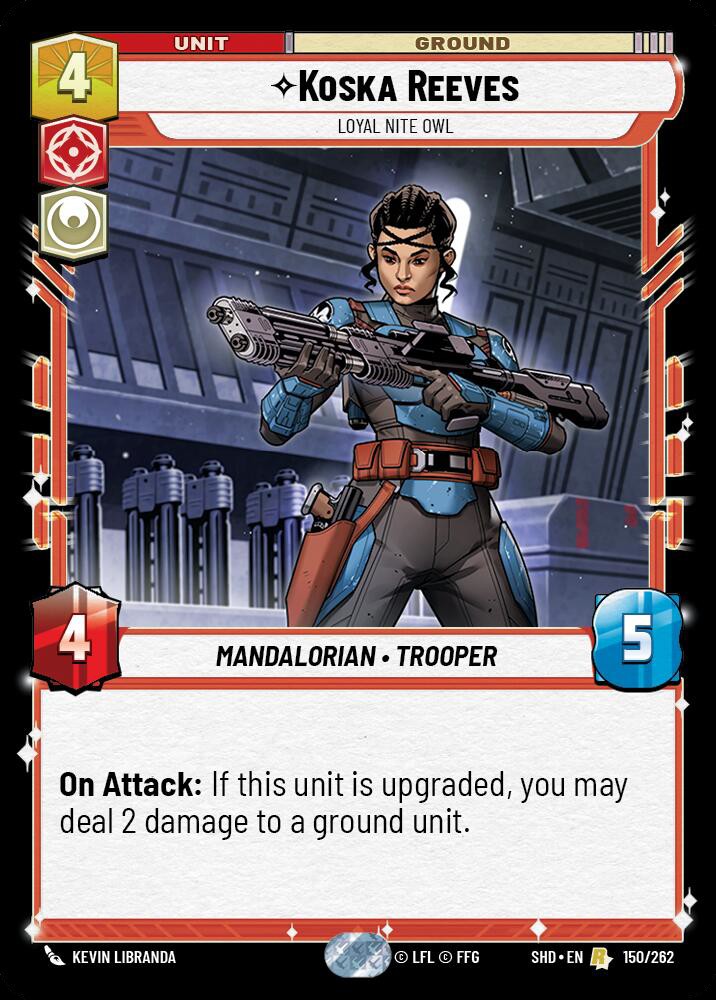 UNIT GROUND
4
KOSKA REEVES
LOYAL NITE OWL
4
MANDALORIAN • TROOPER
5
On Attack: If this unit is upgraded, you may
deal 2 damage to a ground unit.
KEVIN LIBRANDA © LFL © FFG SHD • EN R 150/262